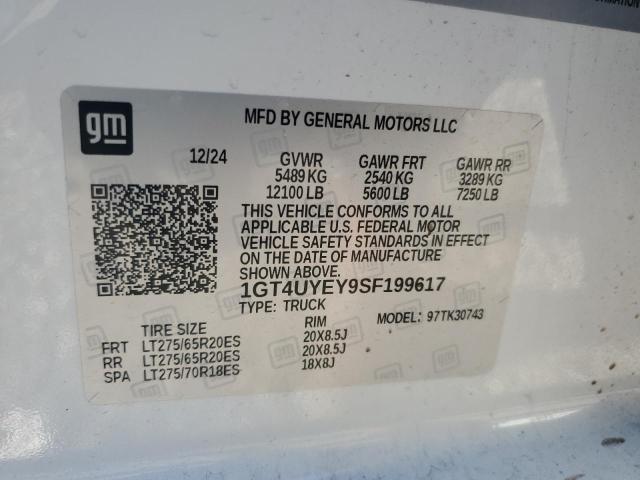 gm
MFD BY GENERAL MOTORS LLC
12/24 GVWR GAWR FRT GAWR RR
5489 KG 2540 KG 3289 KG
12100 LB 5600 LB 7250 LB
THIS VEHICLE CONFORMS TO ALL
APPLICABLE U.S. FEDERAL MOTOR
VEHICLE SAFETY STANDARDS IN EFFECT
ON THE DATE OF MANUFACTURE
SHOWN ABOVE.
1GT4UYEY9SF199617
TYPE: TRUCK
TIRE SIZE RIM MODEL: 97TK30743
FRT LT275/65R20ES 20X8.5J
RR LT275/65R20ES 20X8.5J
SPA LT275/70R18ES 18X8J